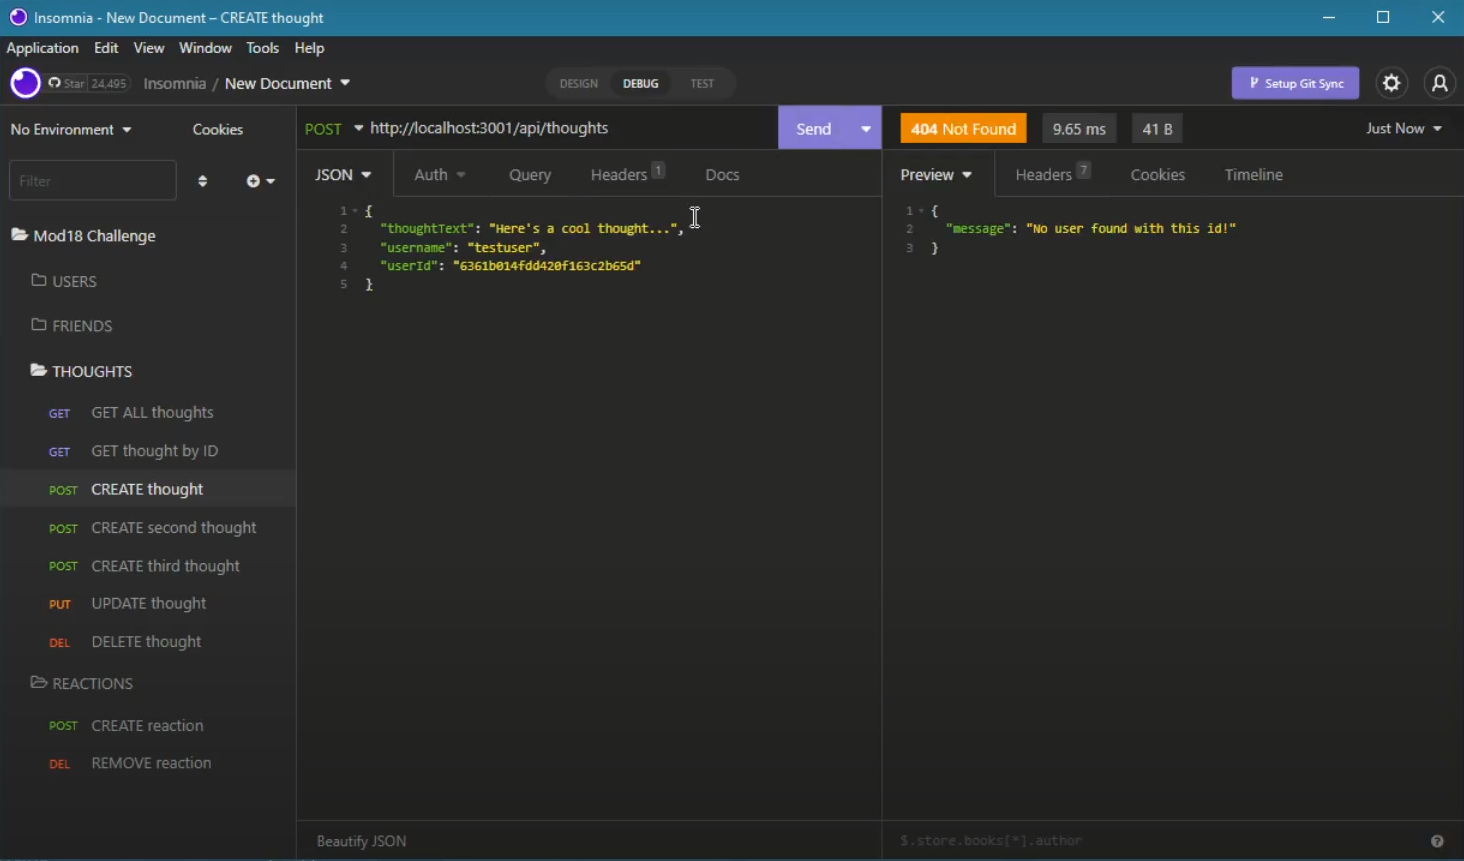 Insomnia - New Document – CREATE thought
Application Edit View Window Tools Help
Star 24,495 Insomnia / New Document DESIGN DEBUG TEST Setup Git Sync
No Environment Cookies
Filter
Mod18 Challenge
USERS
FRIENDS
THOUGHTS
GET GET ALL thoughts
GET GET thought by ID
POST CREATE thought
POST CREATE second thought
POST CREATE third thought
PUT UPDATE thought
DEL DELETE thought
REACTIONS
POST CREATE reaction
DEL REMOVE reaction
POST http://localhost:3001/api/thoughts Send
JSON Auth Query Headers 1 Docs
1 {
2 "thoughtText": "Here's a cool thought...",
3 "username": "testuser",
4 "userId": "6361b014fdd420f163c2b65d"
5 }
Beautify JSON
404 Not Found 9.65 ms 41 B Just Now
Preview Headers 7 Cookies Timeline
1 {
2 "message": "No user found with this id!"
3 }
$.store.books[*].author